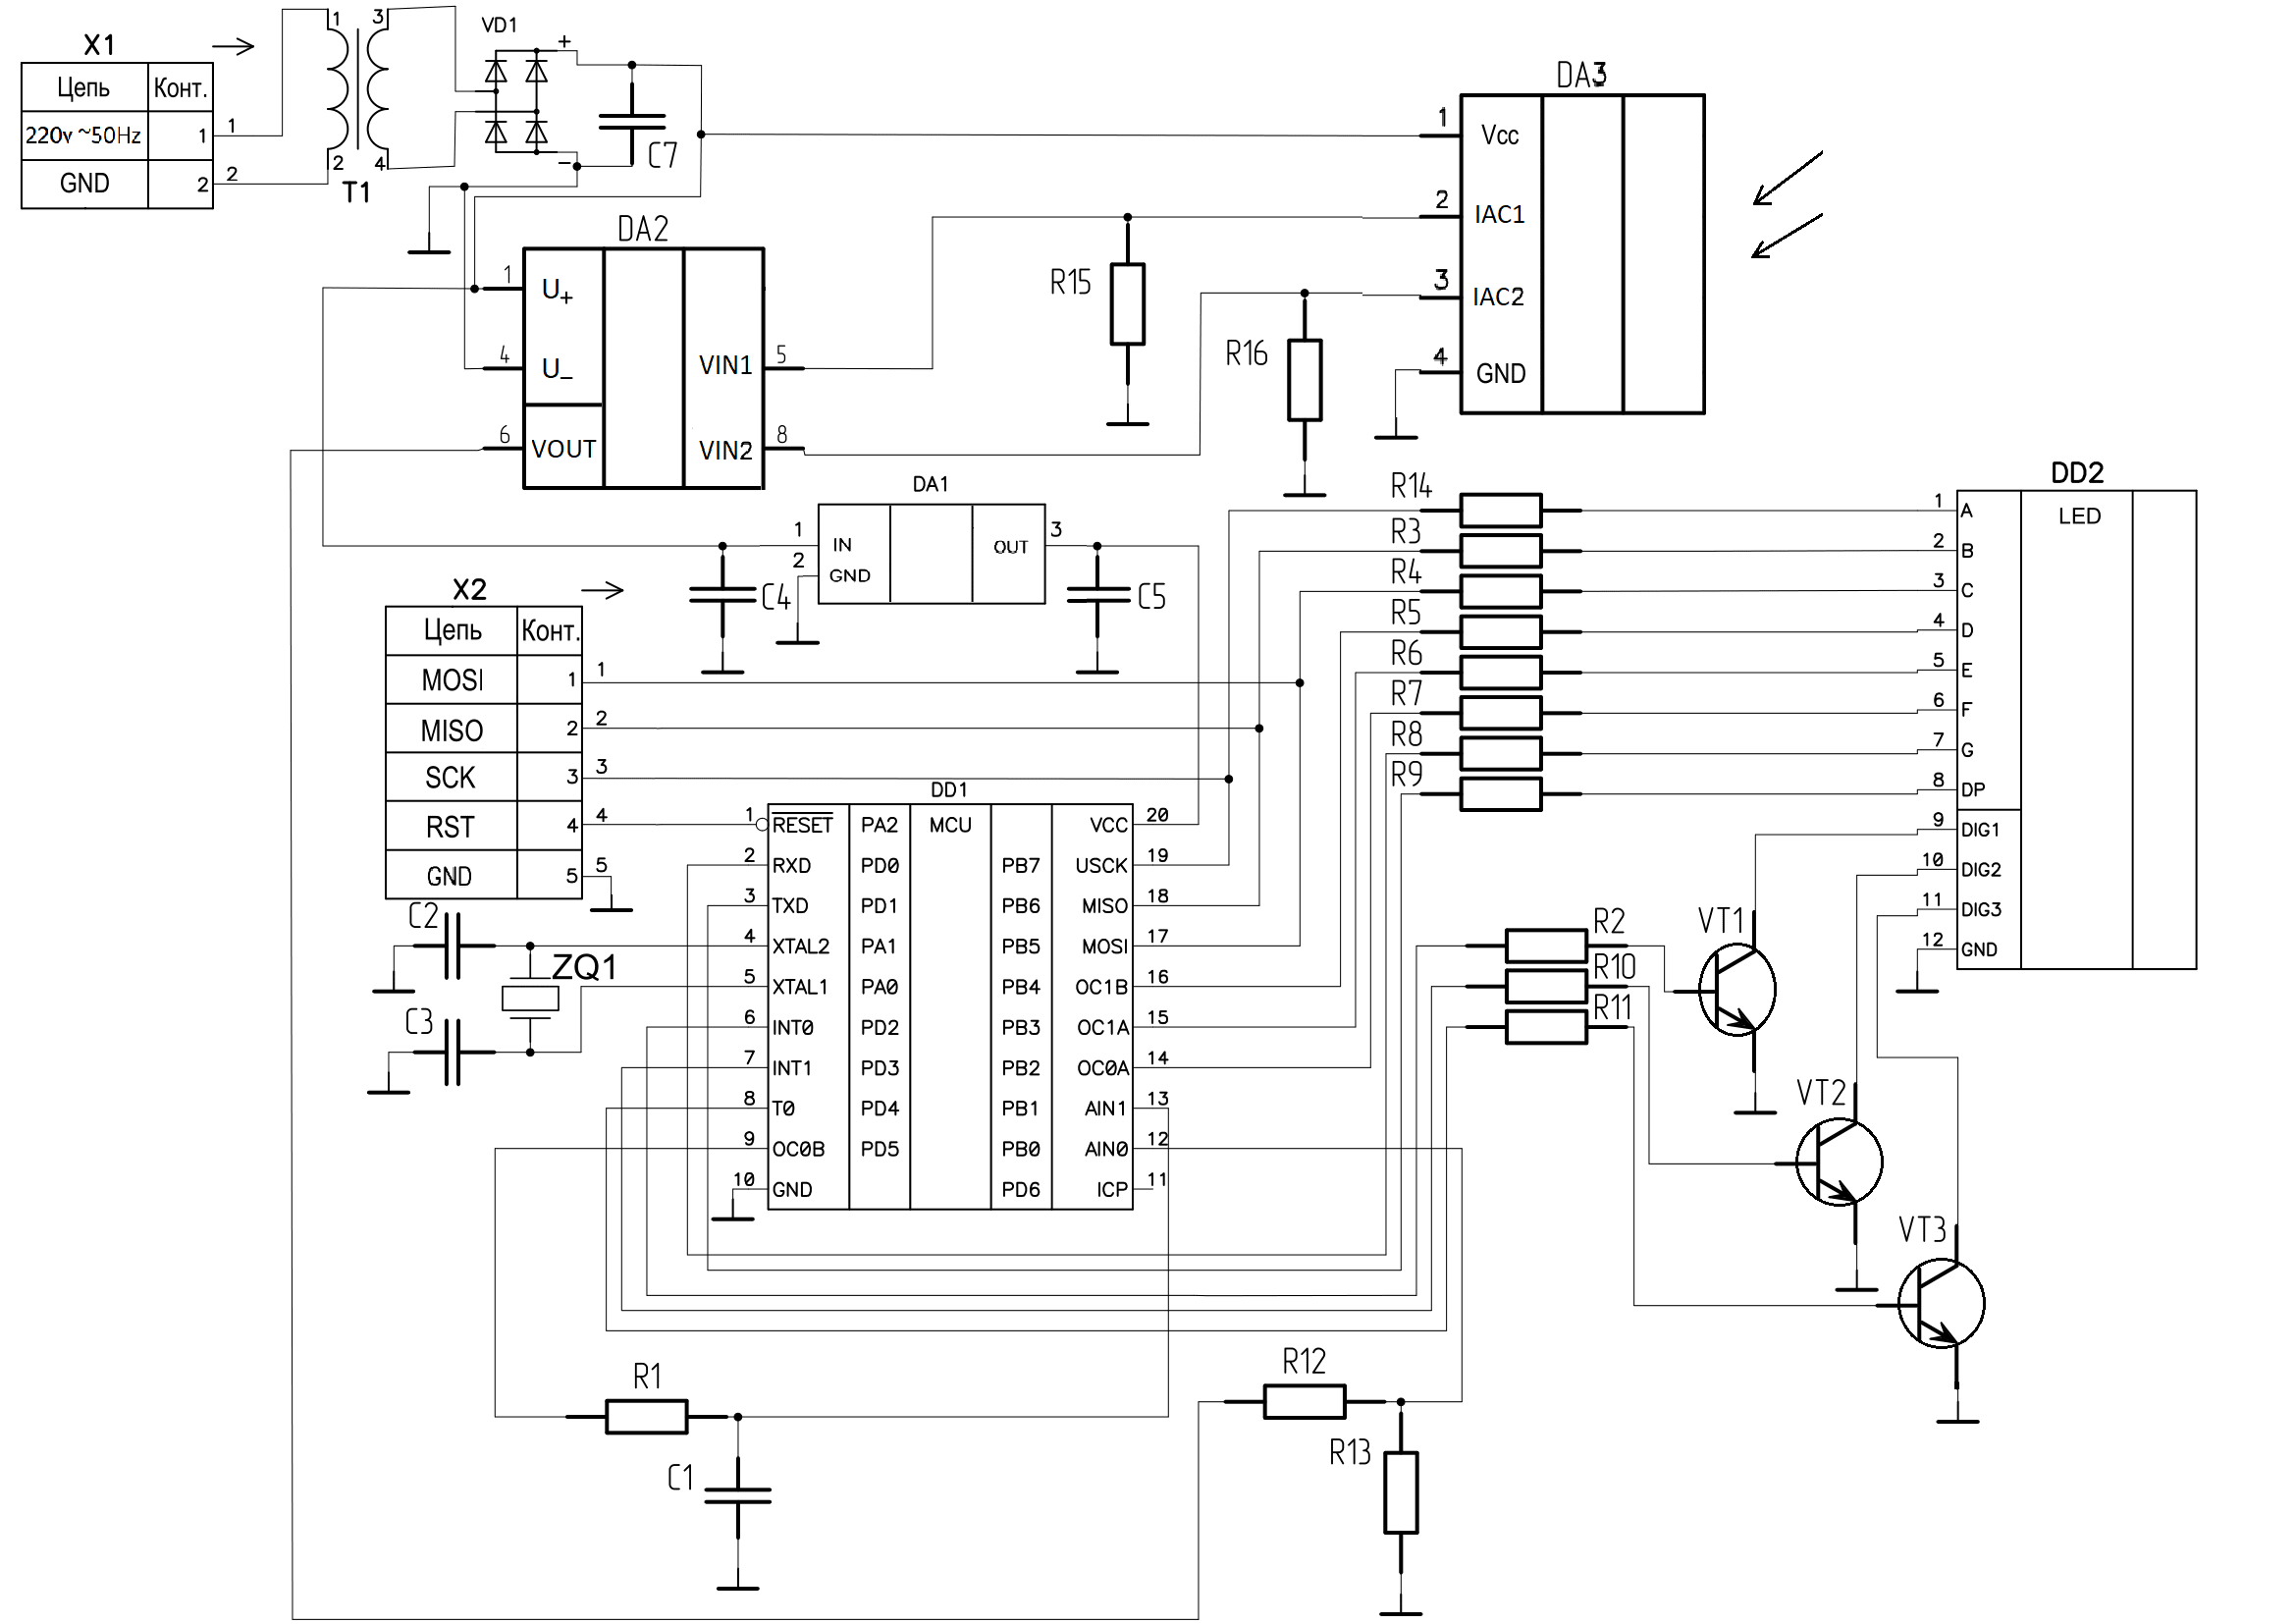 X1
Цепь Конт.
220v ~50Hz 1 1
GND 2 2
1 3
2 4
T1
VD1
+
−
C7
DA2
1 U+
4 U−
6 VOUT
VIN1 5
VIN2 8
R15
R16
DA3
1 Vcc
2 IAC1
3 IAC2
4 GND
DA1
1 IN
2 GND
OUT 3
C4
C5
X2
Цепь Конт.
MOSI 1 1
MISO 2 2
SCK 3 3
RST 4 4
GND 5 5
C2
C3
ZQ1
DD1
1 RESET PA2 MCU VCC 20
2 RXD PD0 PB7 USCK 19
3 TXD PD1 PB6 MISO 18
4 XTAL2 PA1 PB5 MOSI 17
5 XTAL1 PA0 PB4 OC1B 16
6 INT0 PD2 PB3 OC1A 15
7 INT1 PD3 PB2 OC0A 14
8 T0 PD4 PB1 AIN1 13
9 OC0B PD5 PB0 AIN0 12
10 GND PD6 ICP 11
R14
R3
R4
R5
R6
R7
R8
R9
DD2
LED
1 A
2 B
3 C
4 D
5 E
6 F
7 G
8 DP
9 DIG1
10 DIG2
11 DIG3
12 GND
R2
R10
R11
VT1
VT2
VT3
R1
C1
R12
R13